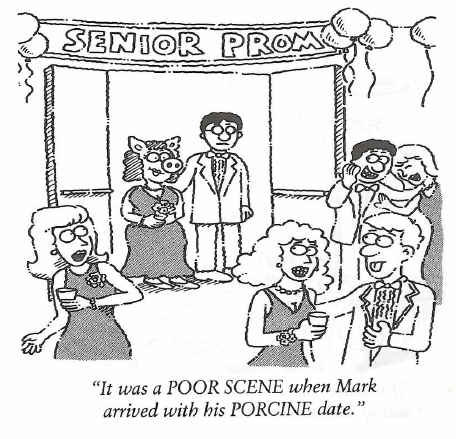 SENIOR PROM
“It was a POOR SCENE when Mark
arrived with his PORCINE date.”